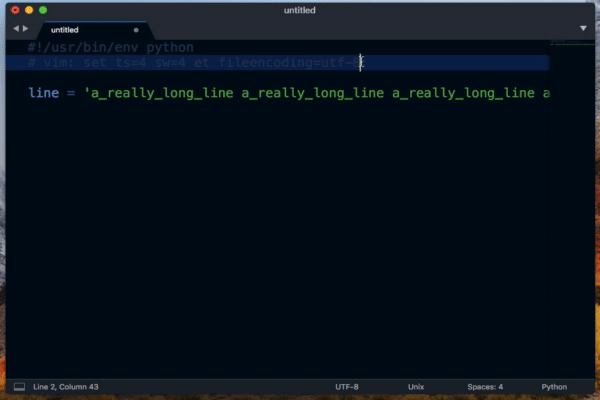 untitled
untitled
#!/usr/bin/env python
# vim: set ts=4 sw=4 et fileencoding=utf-8
line = 'a_really_long_line a_really_long_line a_really_long_line a
Line 2, Column 43 UTF-8 Unix Spaces: 4 Python